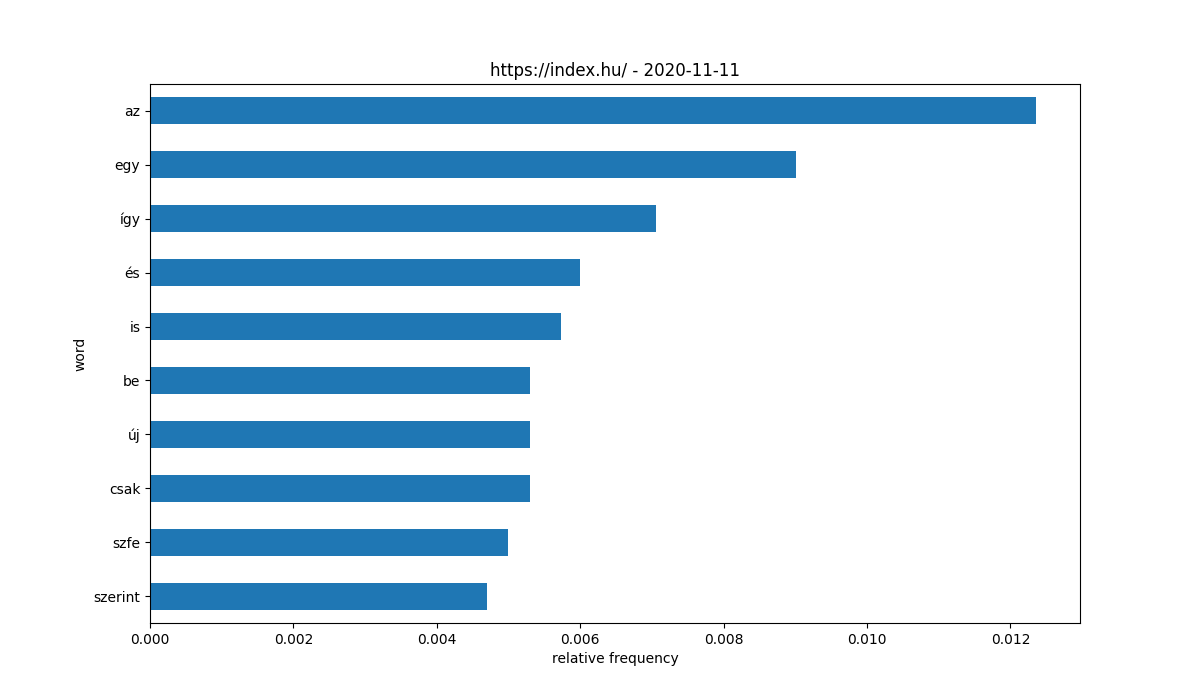 https://index.hu/ - 2020-11-11
az
egy
így
és
is
be
új
csak
szfe
szerint
word
0.000 0.002 0.004 0.006 0.008 0.010 0.012
relative frequency